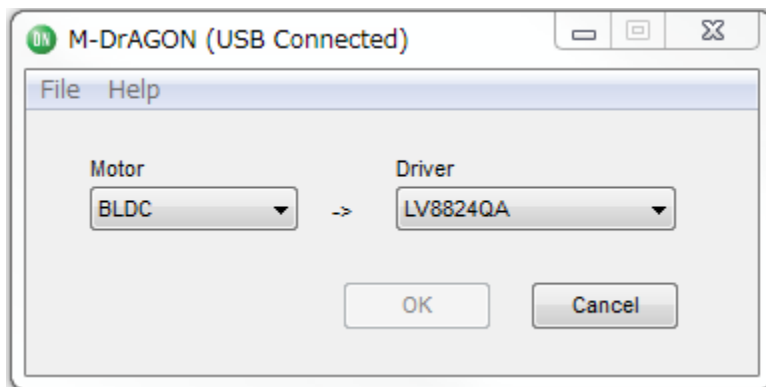 ON M-DrAGON (USB Connected)
File Help
Motor Driver
BLDC -> LV8824QA
OK Cancel